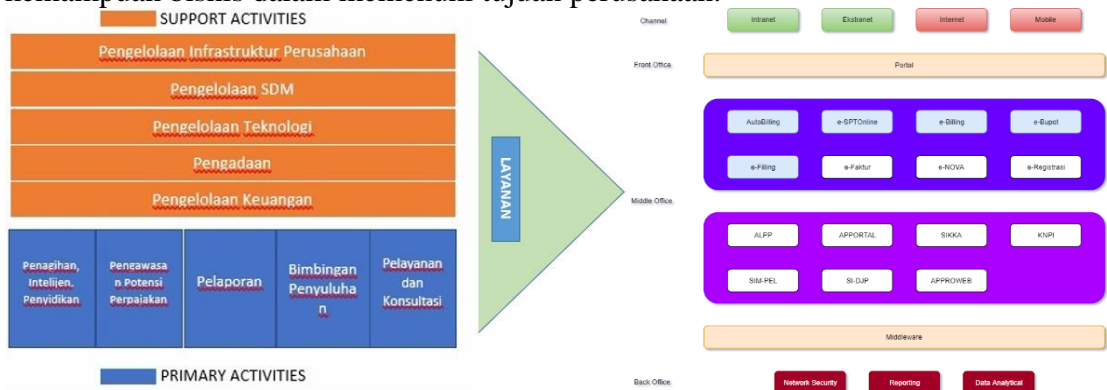 kemampuan bisnis dalam memenuhi tujuan perusahaan.
SUPPORT ACTIVITIES
Pengelolaan Infrastruktur Perusahaan
Pengelolaan SDM
Pengelolaan Teknologi
Pengadaan
Pengelolaan Keuangan
Penagihan,
Intelijen,
Penyidikan
Pengawasa
n Potensi
Perpajakan
Pelaporan
Bimbingan
Penyuluha
n
Pelayanan
dan
Konsultasi
PRIMARY ACTIVITIES
LAYANAN
Channel
Intranet
Ekstranet
Internet
Mobile
Front Office
Portal
Middle Office
AutoBilling
e-SPTOnline
e-Billing
e-Bupot
e-Filling
e-Faktur
e-NOVA
e-Registrasi
ALPP
APPORTAL
SIKKA
KNPI
SIM-PEL
SI-DJP
APPROWEB
Middleware
Back Office
Network Security
Reporting
Data Analytical